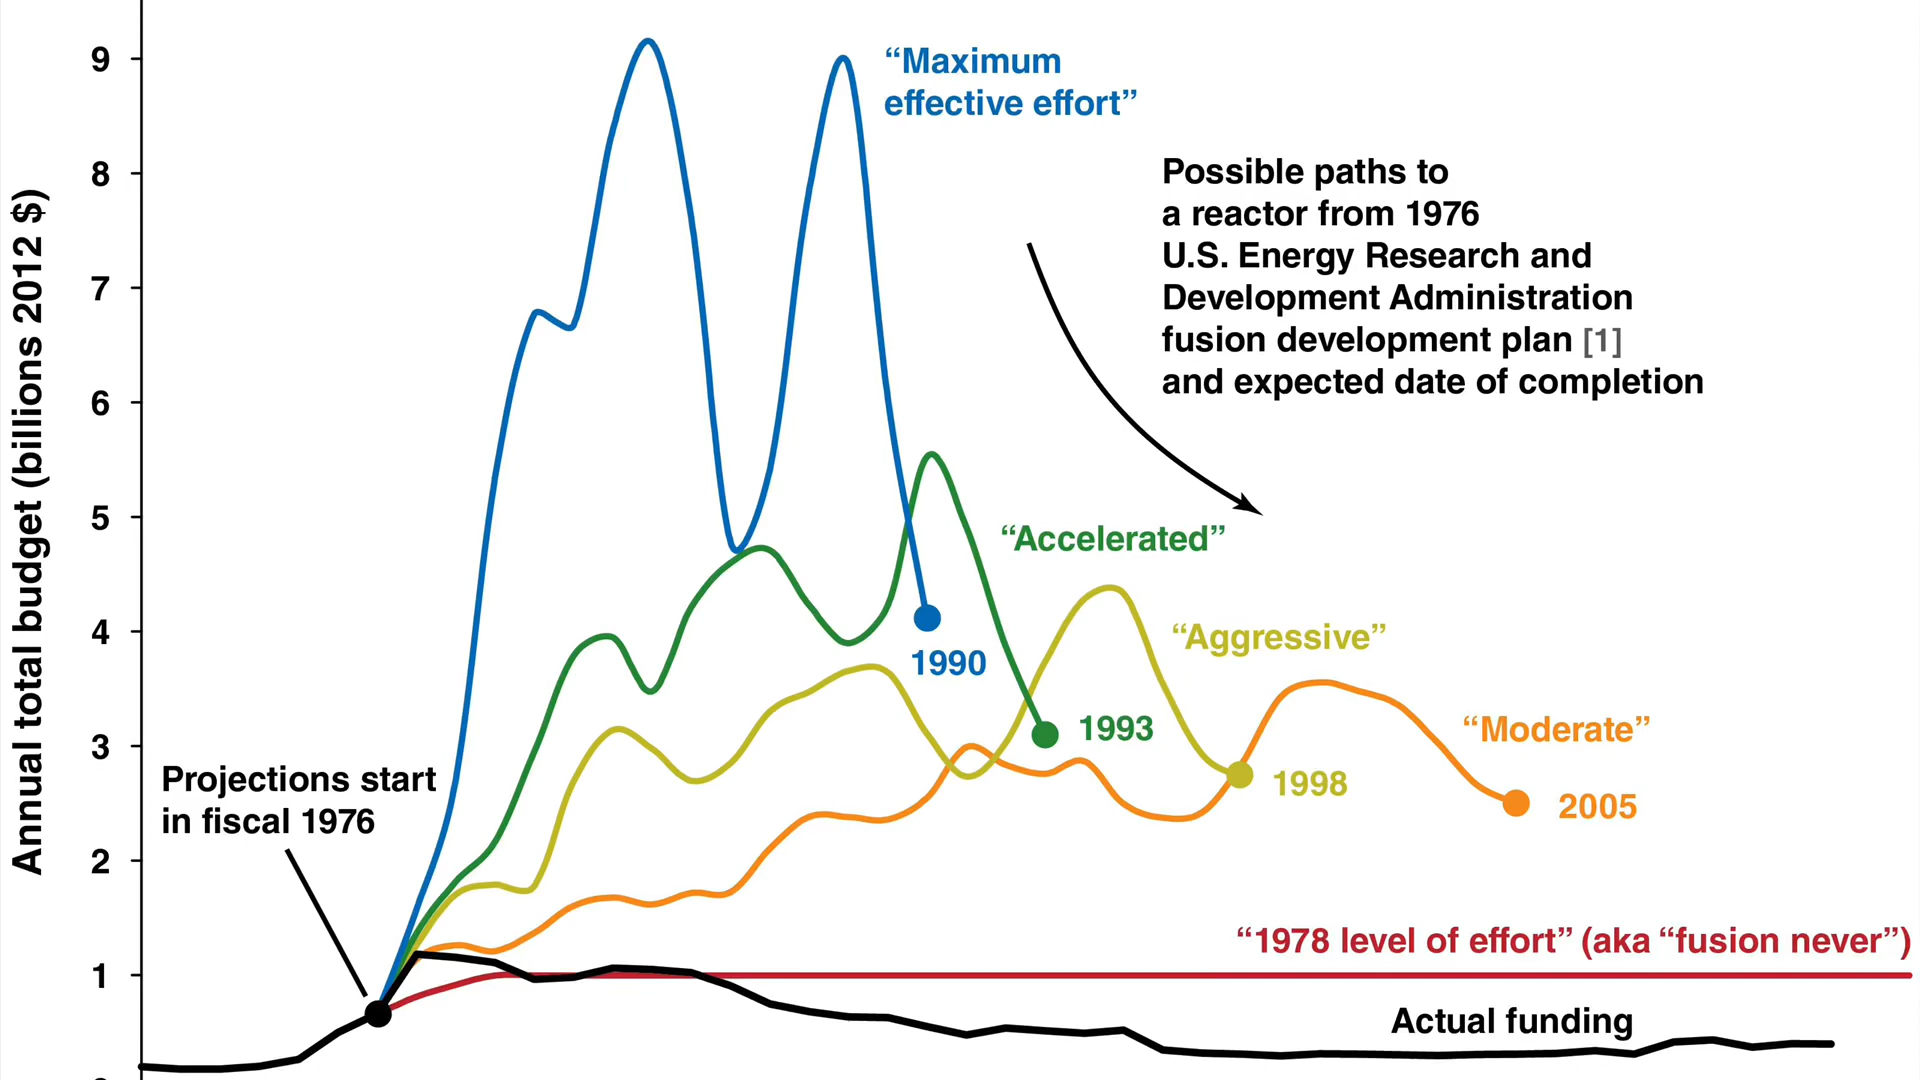 Annual total budget (billions 2012 $)
9
8
7
6
5
4
3
2
1
“Maximum
effective effort”
Possible paths to
a reactor from 1976
U.S. Energy Research and
Development Administration
fusion development plan [1]
and expected date of completion
“Accelerated”
“Aggressive”
1990
“Moderate”
1993
1998
2005
Projections start
in fiscal 1976
“1978 level of effort” (aka “fusion never”)
Actual funding